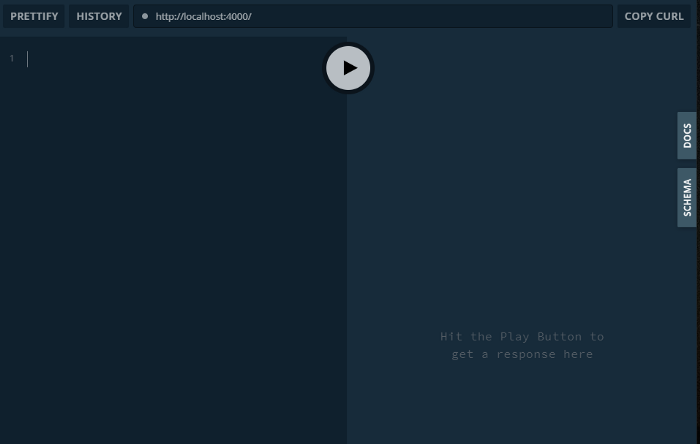 PRETTIFY
HISTORY
http://localhost:4000/
COPY CURL
1
DOCS
SCHEMA
Hit the Play Button to
get a response here